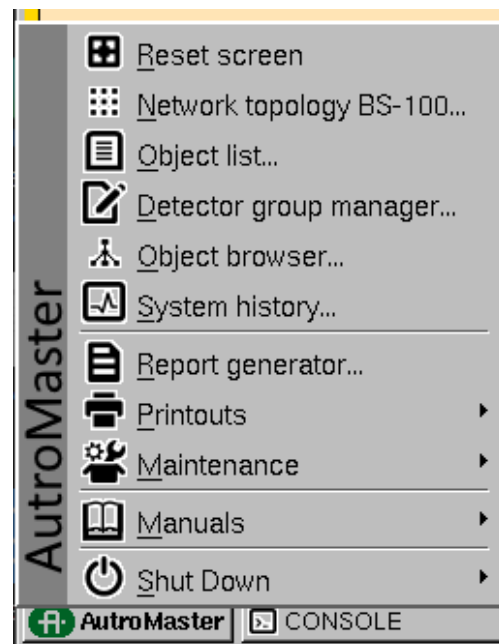 AutroMaster
Reset screen
Network topology BS-100...
Object list...
Detector group manager...
Object browser...
System history...
Report generator...
Printouts
Maintenance
Manuals
Shut Down
AutroMaster
CONSOLE